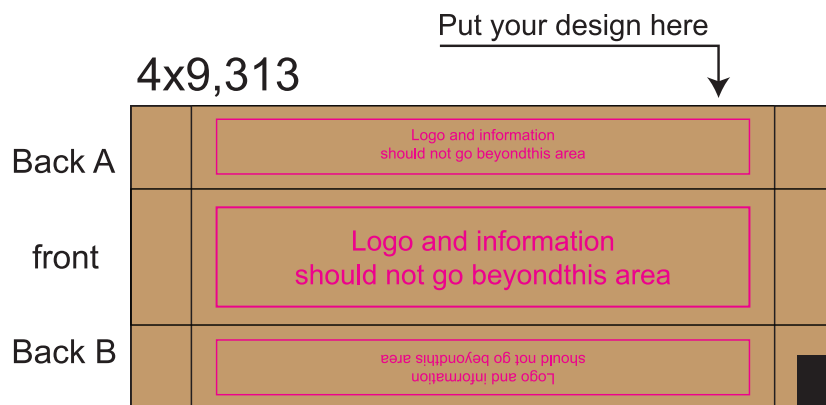 Put your design here
4x9,313
Back A
Logo and information
should not go beyondthis area
front
Logo and information
should not go beyondthis area
Back B
Logo and information
should not go beyondthis area